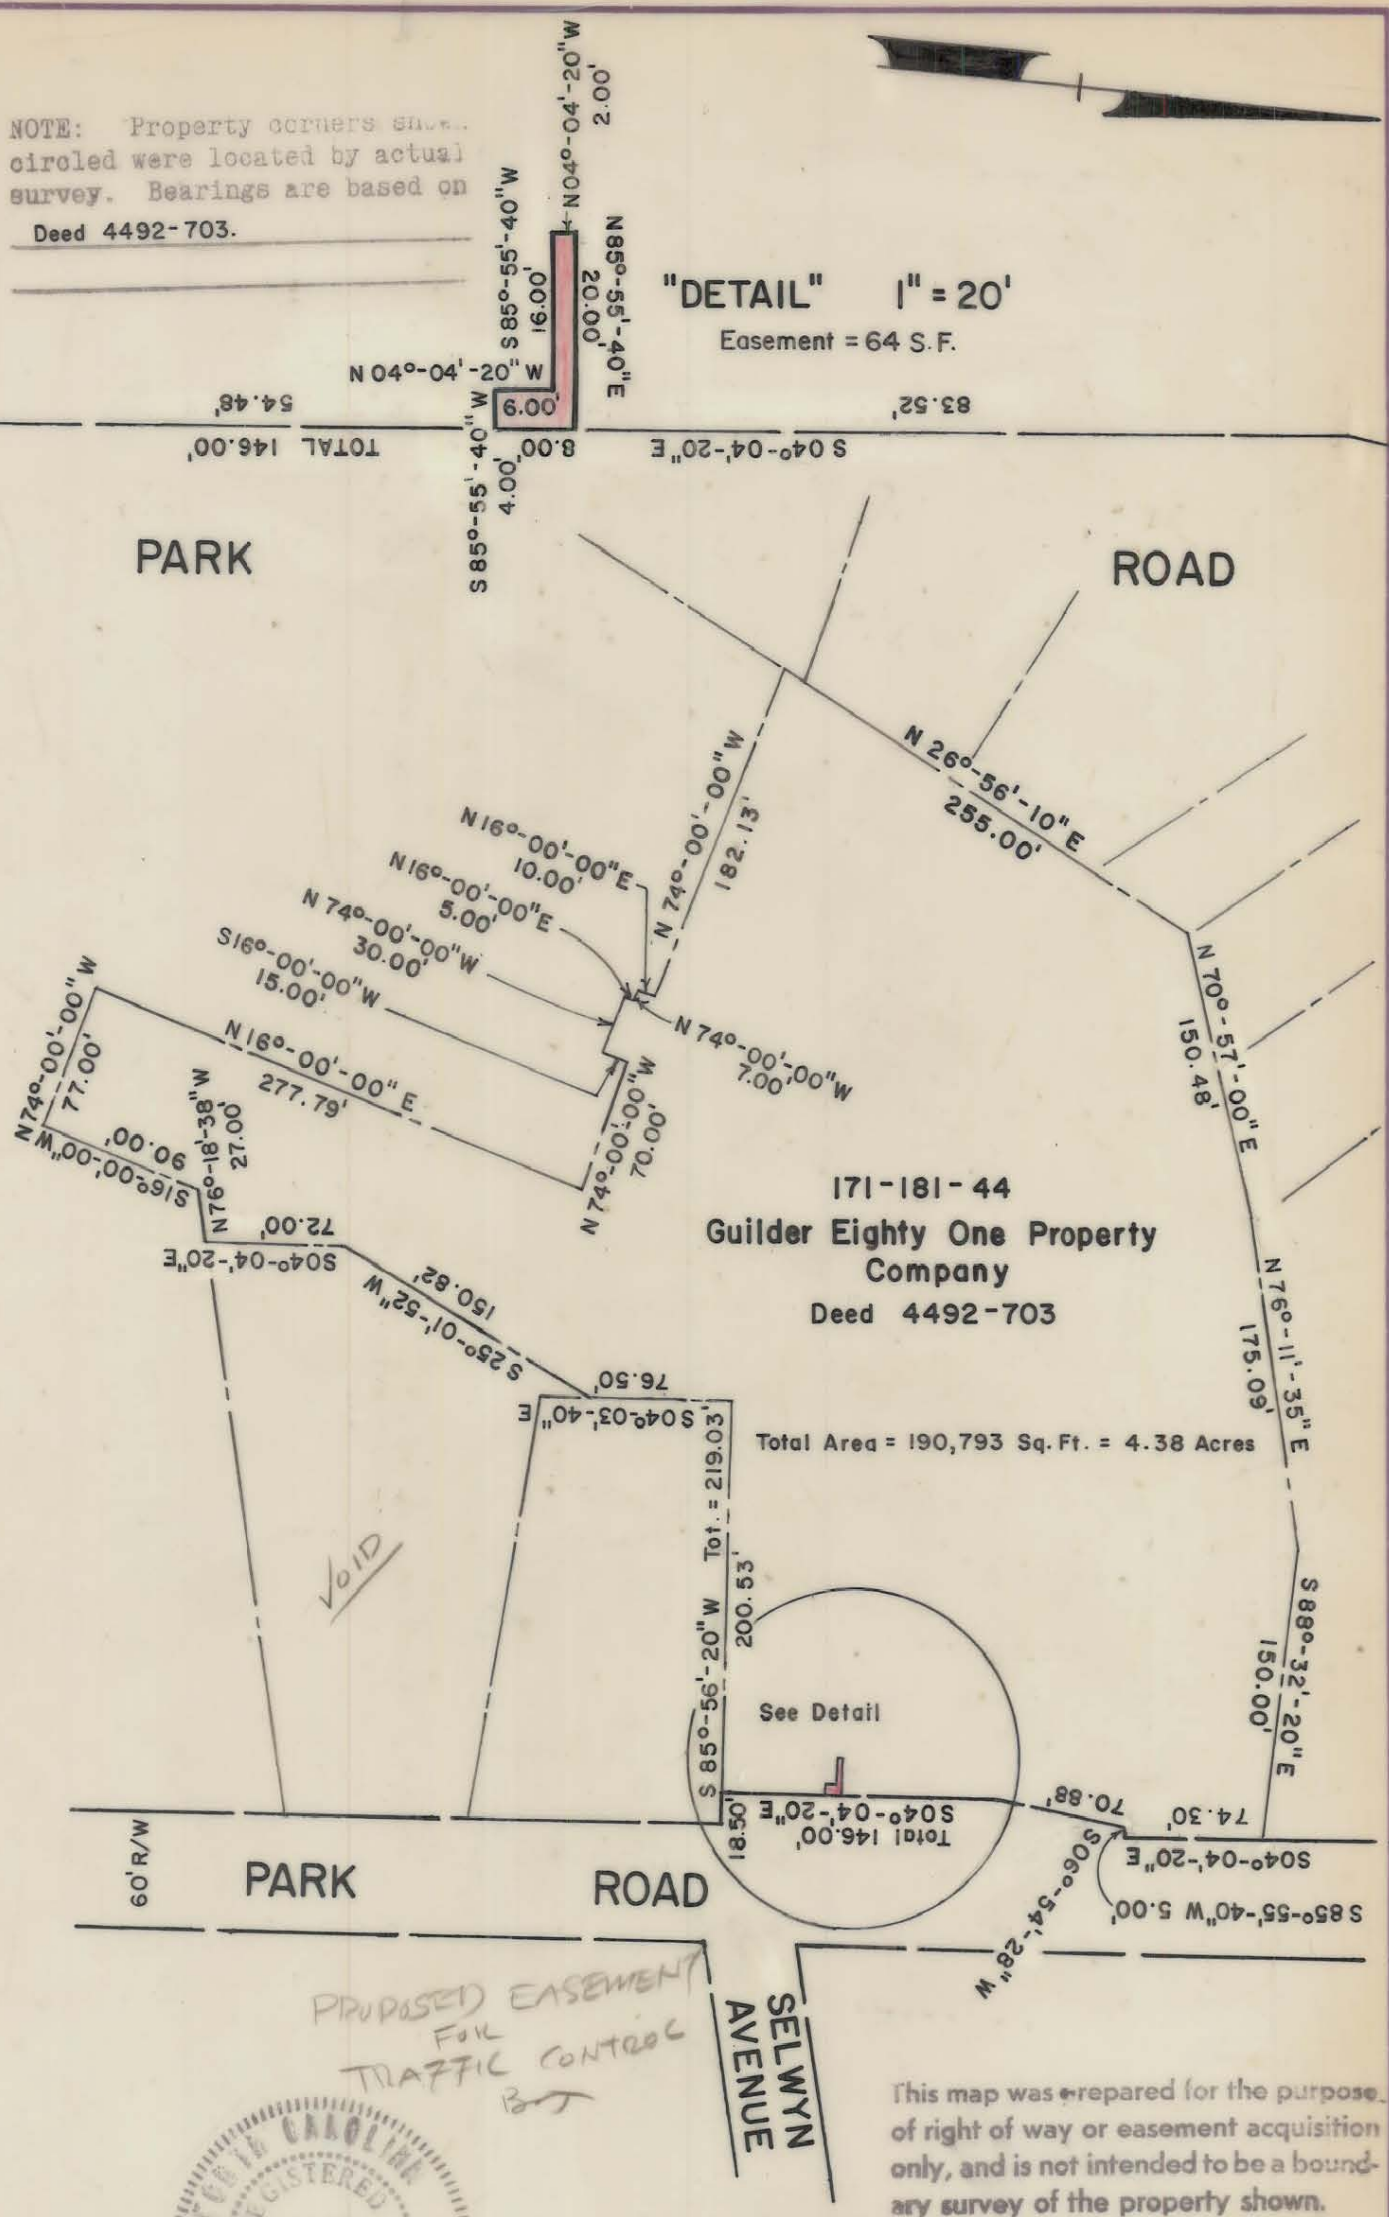 NOTE: Property corners
circled were located by actual
survey. Bearings are based on
Deed 4492-703.
N04°-04'-20"W
2.00'
S85°-55'-40"W
16.00'
N85°-55'-40"E
20.00'
"DETAIL" 1" = 20'
Easement = 64 S.F.
N 04°-04'-20" W
6.00'
54.48'
TOTAL 146.00'
S85°-55'-40"W
4.00'
8.00'
S 04°-04'-20"E
83.52'
PARK
ROAD
N 26°-56'-10"E
255.00'
N 74°-00'-00"W
182.13'
N16°-00'-00"E
10.00'
N16°-00'-00"E
5.00'
N 74°-00'-00"W
30.00'
S16°-00'-00"W
15.00'
N 74°-00'-00"W
7.00'
N74°-00'-00"W
70.00'
N16°-00'-00"E
277.79'
N74°-00'-00"W
77.00'
S16°-00'-00"W
90.00'
N76°-18'-38"W
27.00'
72.00'
S04°-04'-20"E
150.82'
S25°-01'-52"W
76.50'
S04°-03'-40"E
N 70°-57'-00"E
150.48'
171-181-44
Guilder Eighty One Property
Company
Deed 4492-703
N76°-11'-35"E
175.09'
Total Area = 190,793 Sq. Ft. = 4.38 Acres
S 85°-56'-20"W Tot. = 219.03'
200.53'
VOID
S 88°-32'-20"E
150.00'
See Detail
18.50'
S04°-04'-20"E
Total 146.00'
70.88'
S06°-54'-28"W
74.30'
S04°-04'-20"E
S 85°-55'-40"W 5.00'
60' R/W
PARK
ROAD
SELWYN
AVENUE
PROPOSED EASEMENT
FOR
TRAFFIC CONTROL
This map was prepared for the purpose
of right of way or easement acquisition
only, and is not intended to be a bound-
ary survey of the property shown.
CAROLINA
REGISTERED